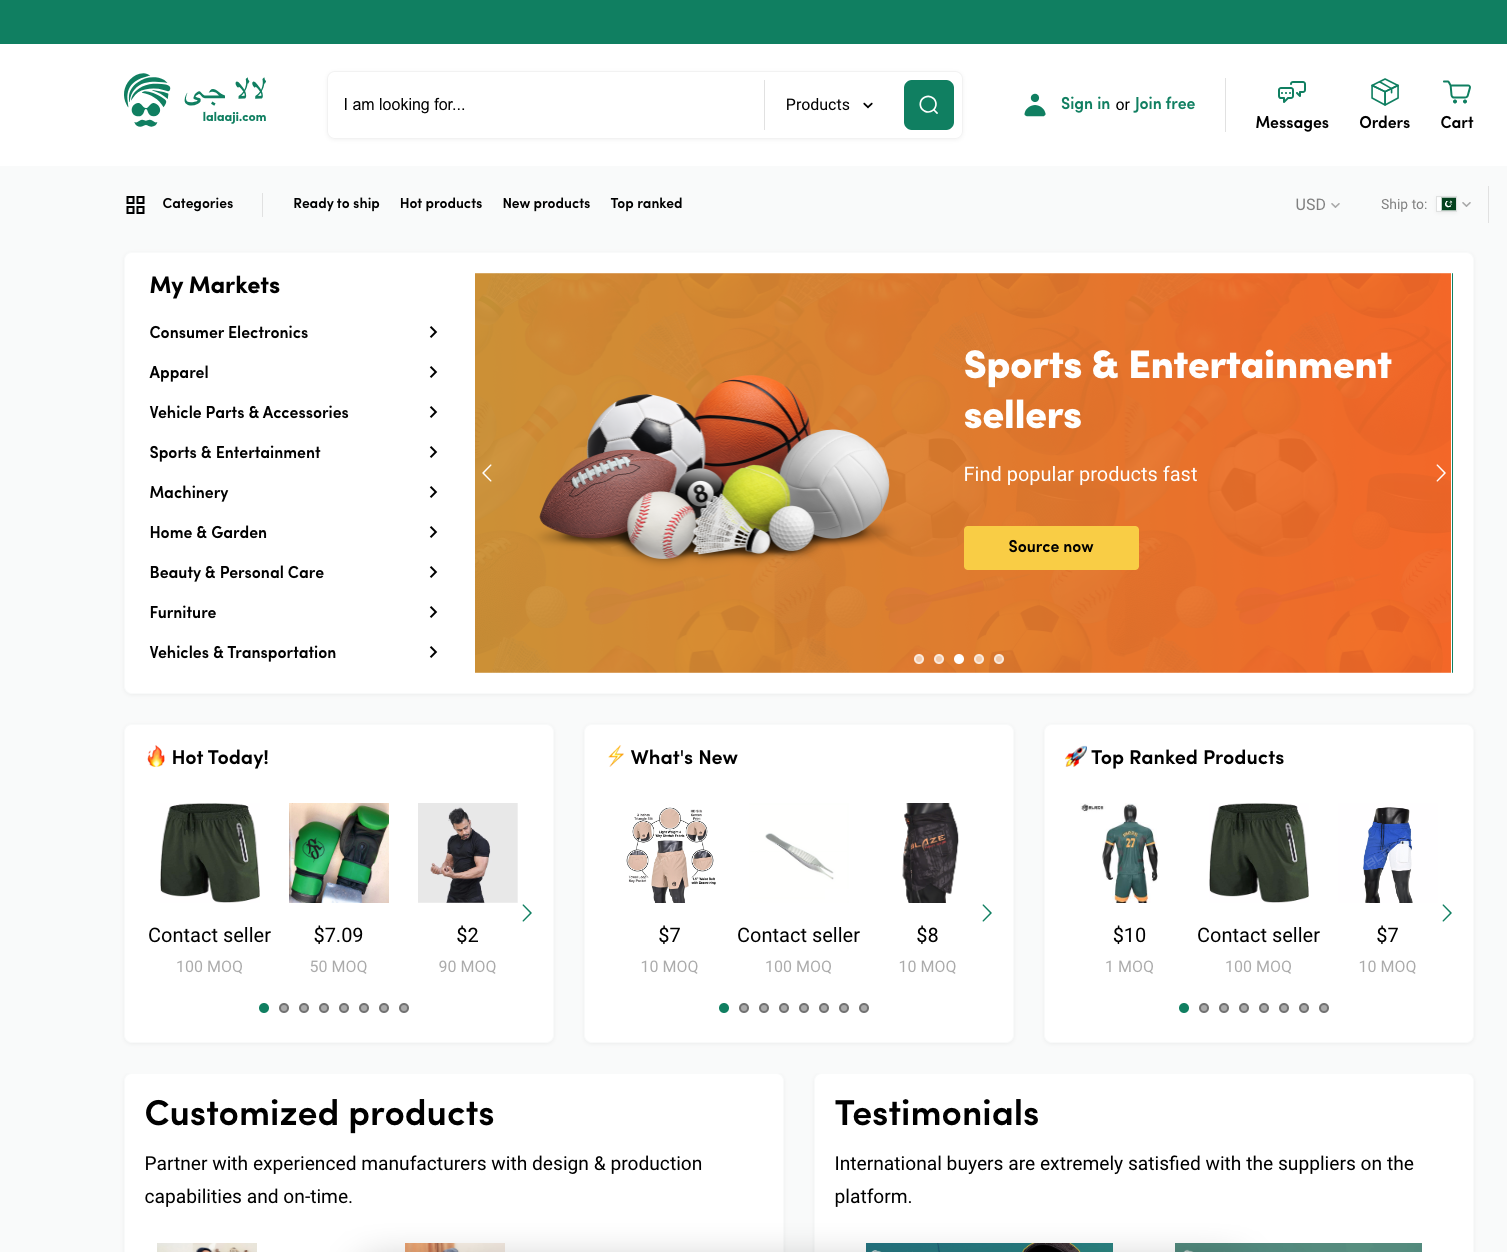 لالا جی
lalaaji.com
I am looking for...
Products
Sign in or Join free
Messages
Orders
Cart
Categories
Ready to ship
Hot products
New products
Top ranked
USD
Ship to:
My Markets
Consumer Electronics
Apparel
Vehicle Parts & Accessories
Sports & Entertainment
Machinery
Home & Garden
Beauty & Personal Care
Furniture
Vehicles & Transportation
8
Sports & Entertainment
sellers
Find popular products fast
Source now
🔥 Hot Today!
Contact seller
100 MOQ
$7.09
50 MOQ
$2
90 MOQ
⚡ What's New
BLAZE
$7
10 MOQ
Contact seller
100 MOQ
$8
10 MOQ
🚀 Top Ranked Products
27
$10
1 MOQ
Contact seller
100 MOQ
$7
10 MOQ
Customized products
Partner with experienced manufacturers with design & production
capabilities and on-time.
Testimonials
International buyers are extremely satisfied with the suppliers on the
platform.